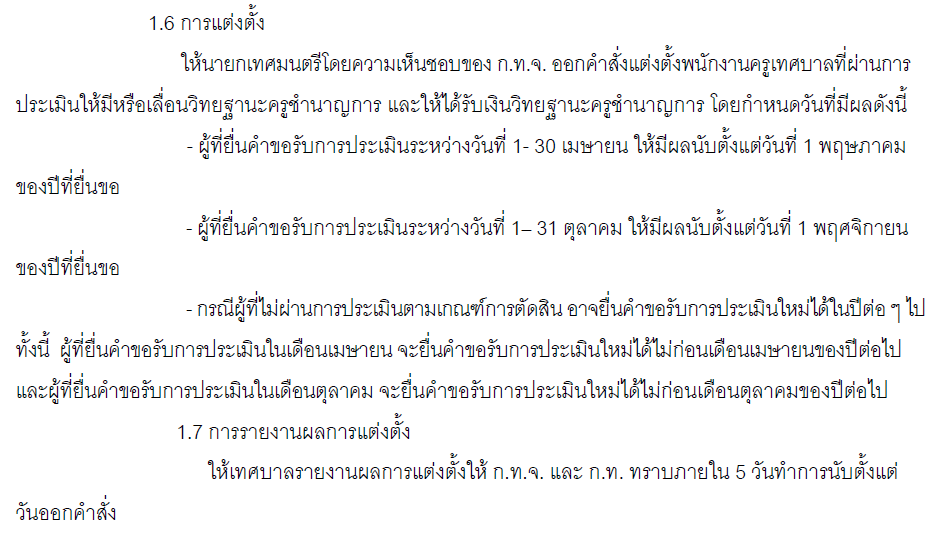 1.6 การแต่งตั้ง
ให้นายกเทศมนตรีโดยความเห็นชอบของ ก.ท.จ. ออกคำสั่งแต่งตั้งพนักงานครูเทศบาลที่ผ่านการ
ประเมินให้มีหรือเลื่อนวิทยฐานะครูชำนาญการ และให้ได้รับเงินวิทยฐานะครูชำนาญการ โดยกำหนดวันที่มีผลดังนี้
- ผู้ที่ยื่นคำขอรับการประเมินระหว่างวันที่ 1- 30 เมษายน ให้มีผลนับตั้งแต่วันที่ 1 พฤษภาคม
ของปีที่ยื่นขอ
- ผู้ที่ยื่นคำขอรับการประเมินระหว่างวันที่ 1– 31 ตุลาคม ให้มีผลนับตั้งแต่วันที่ 1 พฤศจิกายน
ของปีที่ยื่นขอ
- กรณีผู้ที่ไม่ผ่านการประเมินตามเกณฑ์การตัดสิน อาจยื่นคำขอรับการประเมินใหม่ได้ในปีต่อ ๆ ไป
ทั้งนี้ ผู้ที่ยื่นคำขอรับการประเมินในเดือนเมษายน จะยื่นคำขอรับการประเมินใหม่ได้ไม่ก่อนเดือนเมษายนของปีต่อไป
และผู้ที่ยื่นคำขอรับการประเมินในเดือนตุลาคม จะยื่นคำขอรับการประเมินใหม่ได้ไม่ก่อนเดือนตุลาคมของปีต่อไป
1.7 การรายงานผลการแต่งตั้ง
ให้เทศบาลรายงานผลการแต่งตั้งให้ ก.ท.จ. และ ก.ท. ทราบภายใน 5 วันทำการนับตั้งแต่
วันออกคำสั่ง